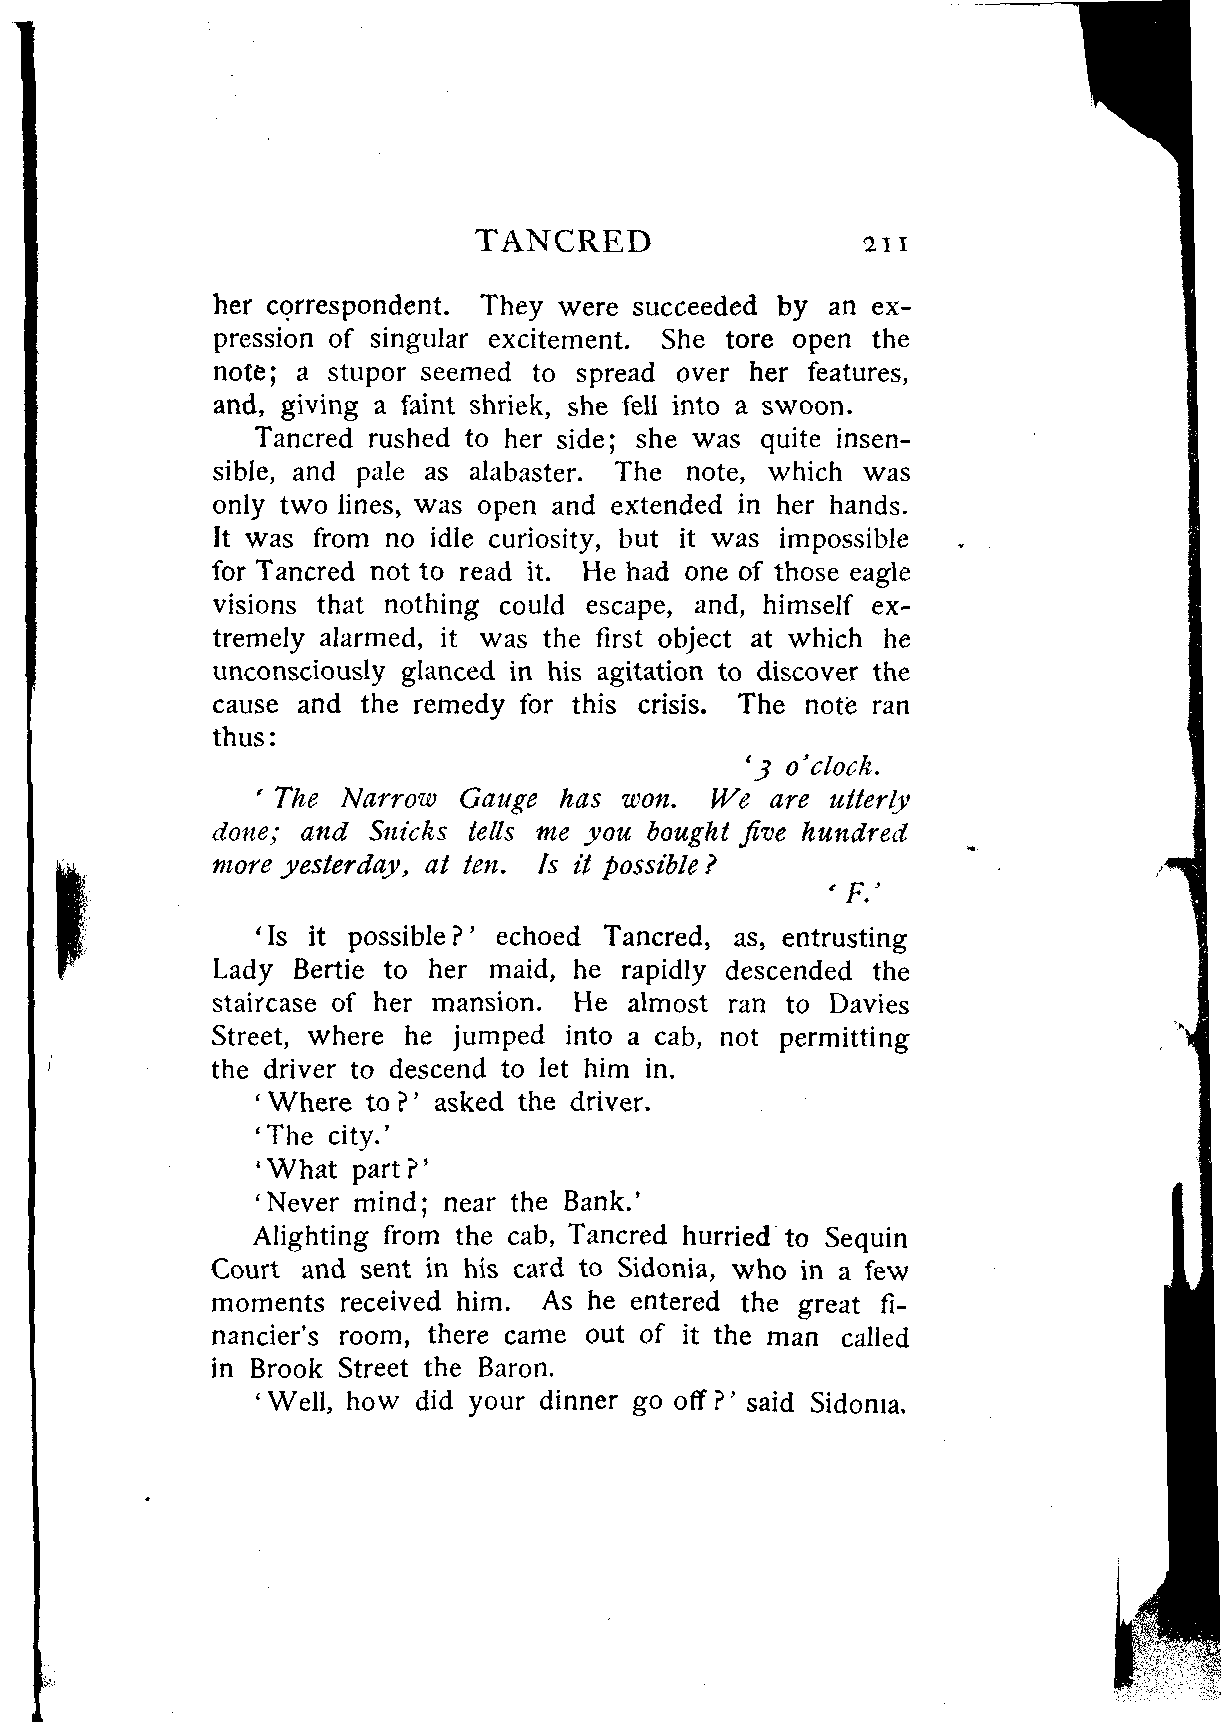 TANCRED 211
her correspondent. They were succeeded by an ex-
pression of singular excitement. She tore open the
note; a stupor seemed to spread over her features,
and, giving a faint shriek, she fell into a swoon.
Tancred rushed to her side; she was quite insen-
sible, and pale as alabaster. The note, which was
only two lines, was open and extended in her hands.
It was from no idle curiosity, but it was impossible
for Tancred not to read it. He had one of those eagle
visions that nothing could escape, and, himself ex-
tremely alarmed, it was the first object at which he
unconsciously glanced in his agitation to discover the
cause and the remedy for this crisis. The note ran
thus:
‘3 o’clock.
‘The Narrow Gauge has won. We are utterly
done; and Snicks tells me you bought five hundred
more yesterday, at ten. Is it possible?
‘F.’
‘Is it possible?’ echoed Tancred, as, entrusting
Lady Bertie to her maid, he rapidly descended the
staircase of her mansion. He almost ran to Davies
Street, where he jumped into a cab, not permitting
the driver to descend to let him in.
‘Where to?’ asked the driver.
‘The city.’
‘What part?’
‘Never mind; near the Bank.’
Alighting from the cab, Tancred hurried to Sequin
Court and sent in his card to Sidonia, who in a few
moments received him. As he entered the great fi-
nancier’s room, there came out of it the man called
in Brook Street the Baron.
‘Well, how did your dinner go off?’ said Sidonia.